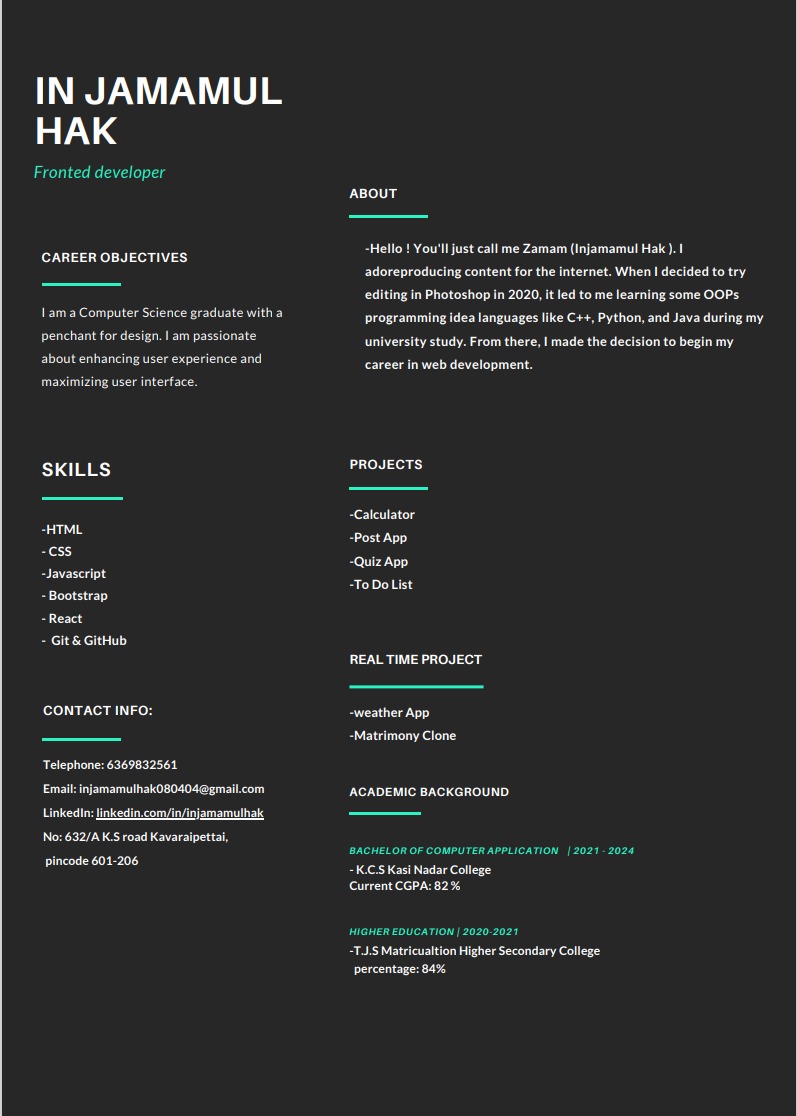 IN JAMAMUL
HAK
Fronted developer
CAREER OBJECTIVES
I am a Computer Science graduate with a
penchant for design. I am passionate
about enhancing user experience and
maximizing user interface.
SKILLS
-HTML
- CSS
-Javascript
- Bootstrap
- React
- Git & GitHub
CONTACT INFO:
Telephone: 6369832561
Email: injamamulhak080404@gmail.com
LinkedIn: linkedin.com/in/injamamulhak
No: 632/A K.S road Kavaraipettai,
pincode 601-206
ABOUT
-Hello ! You'll just call me Zamam (Injamamul Hak ). I
adoreproducing content for the internet. When I decided to try
editing in Photoshop in 2020, it led to me learning some OOPs
programming idea languages like C++, Python, and Java during my
university study. From there, I made the decision to begin my
career in web development.
PROJECTS
-Calculator
-Post App
-Quiz App
-To Do List
REAL TIME PROJECT
-weather App
-Matrimony Clone
ACADEMIC BACKGROUND
BACHELOR OF COMPUTER APPLICATION | 2021 - 2024
- K.C.S Kasi Nadar College
Current CGPA: 82 %
HIGHER EDUCATION | 2020-2021
-T.J.S Matricualtion Higher Secondary College
percentage: 84%